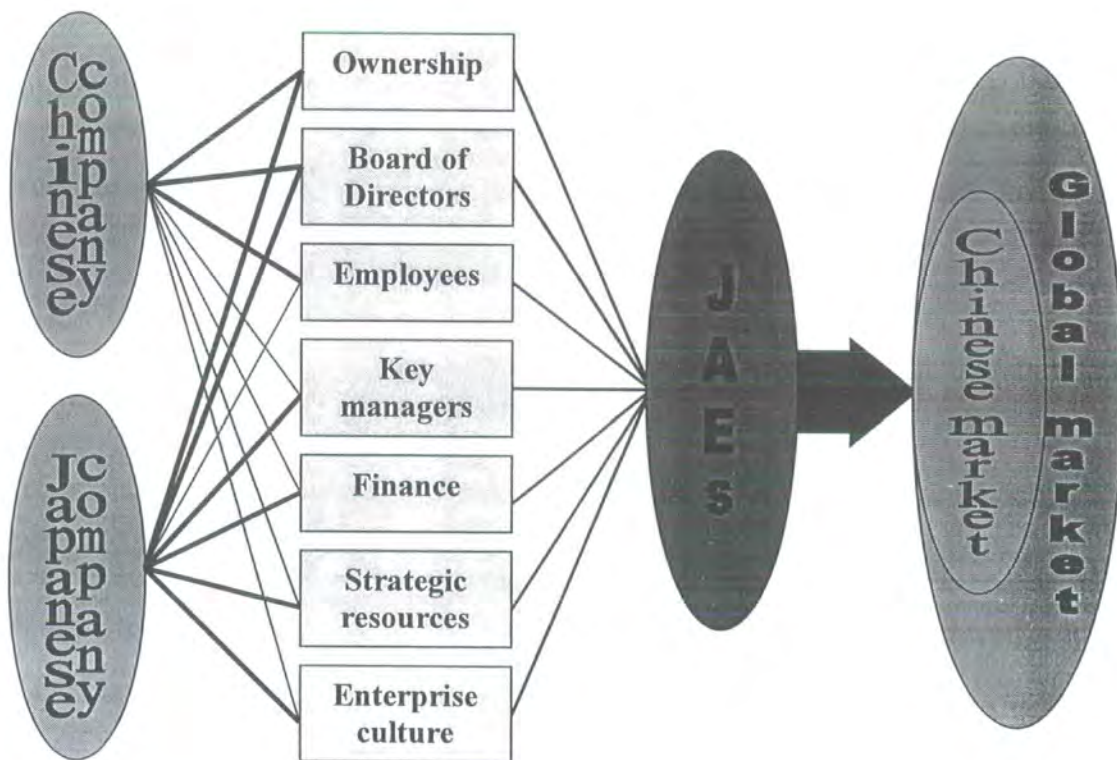 Chinese
company
Japanese
company
Ownership
Board of
Directors
Employees
Key
managers
Finance
Strategic
resources
Enterprise
culture
JAEs
Chinese market
Global market